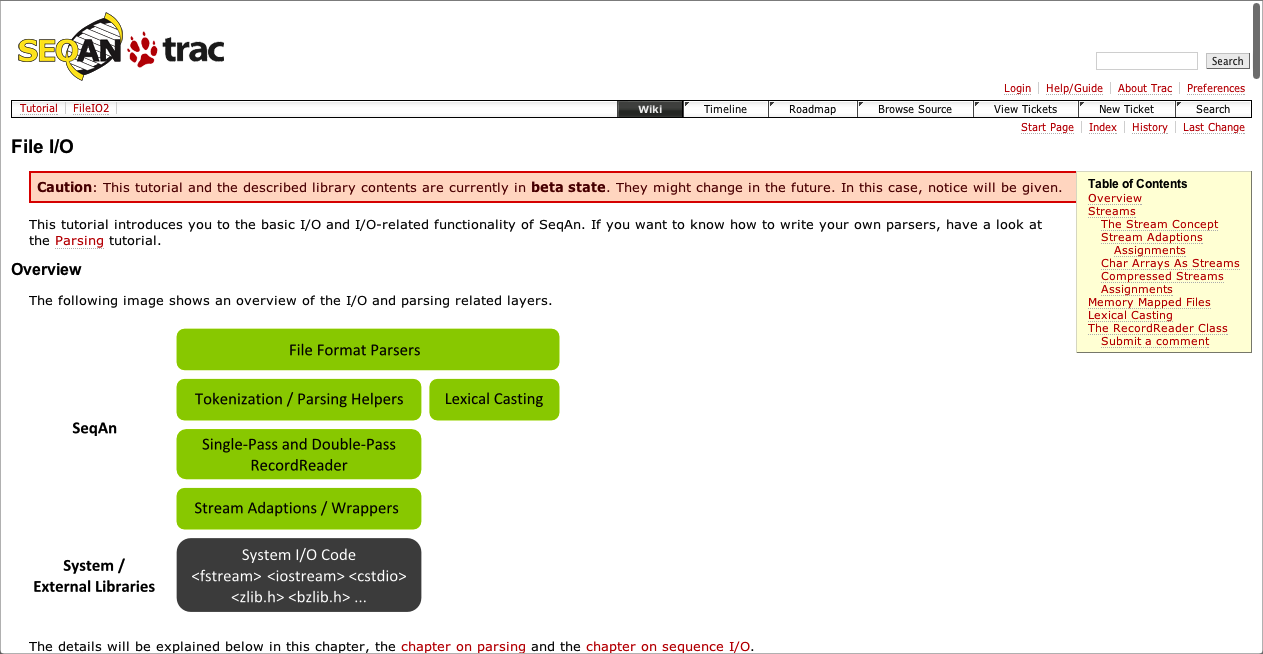 SEQAN trac
Search
Login Help/Guide About Trac Preferences
Tutorial FileIO2 Wiki Timeline Roadmap Browse Source View Tickets New Ticket Search
Start Page Index History Last Change
File I/O
Caution: This tutorial and the described library contents are currently in beta state. They might change in the future. In this case, notice will be given.
This tutorial introduces you to the basic I/O and I/O-related functionality of SeqAn. If you want to know how to write your own parsers, have a look at
the Parsing tutorial.
Table of Contents
Overview
Streams
The Stream Concept
Stream Adaptions
Assignments
Char Arrays As Streams
Compressed Streams
Assignments
Memory Mapped Files
Lexical Casting
The RecordReader Class
Submit a comment
Overview
The following image shows an overview of the I/O and parsing related layers.
File Format Parsers
Tokenization / Parsing Helpers Lexical Casting
SeqAn
Single-Pass and Double-Pass
RecordReader
Stream Adaptions / Wrappers
System /
External Libraries
System I/O Code
<fstream> <iostream> <cstdio>
<zlib.h> <bzlib.h> ...
The details will be explained below in this chapter, the chapter on parsing and the chapter on sequence I/O.